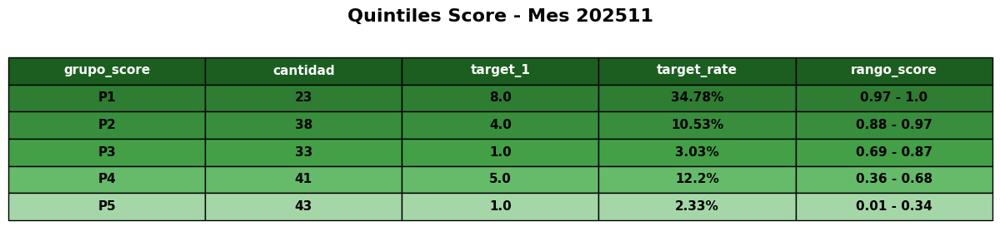 Quintiles Score - Mes 202511
grupo_score cantidad target_1 target_rate rango_score
P1 23 8.0 34.78% 0.97 - 1.0
P2 38 4.0 10.53% 0.88 - 0.97
P3 33 1.0 3.03% 0.69 - 0.87
P4 41 5.0 12.2% 0.36 - 0.68
P5 43 1.0 2.33% 0.01 - 0.34